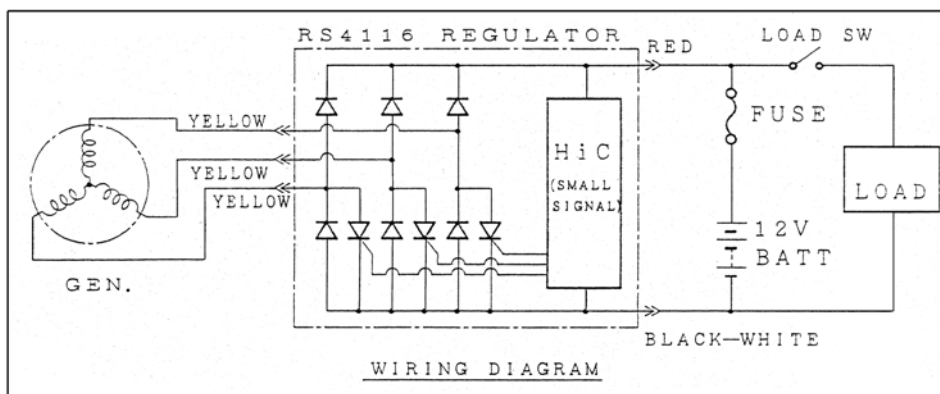 RS4116 REGULATOR
RED
LOAD SW
YELLOW
YELLOW
YELLOW
FUSE
HiC
(SMALL
SIGNAL)
LOAD
12V
BATT
GEN.
BLACK—WHITE
WIRING DIAGRAM